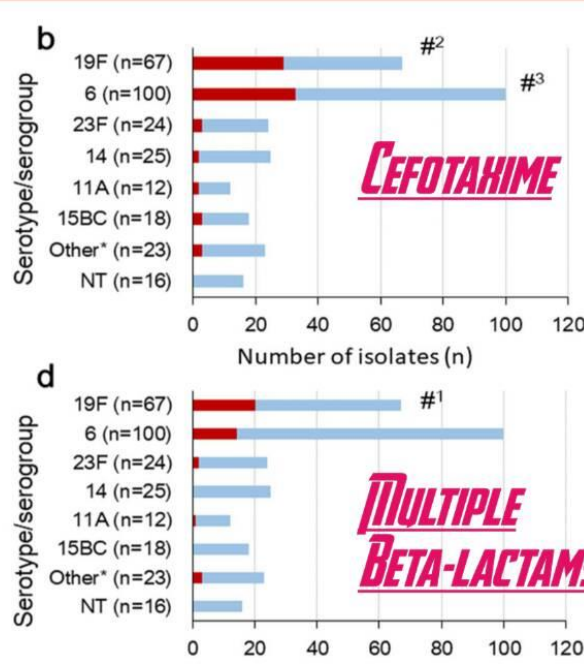 b
19F (n=67)
#2
6 (n=100)
#3
23F (n=24)
14 (n=25)
CEFOTAXIME
11A (n=12)
15BC (n=18)
Other* (n=23)
NT (n=16)
Serotype/serogroup
0 20 40 60 80 100 120
Number of isolates (n)
d
19F (n=67)
#1
6 (n=100)
23F (n=24)
14 (n=25)
MULTIPLE
11A (n=12)
15BC (n=18)
BETA-LACTAMS
Other* (n=23)
NT (n=16)
Serotype/serogroup
0 20 40 60 80 100 120